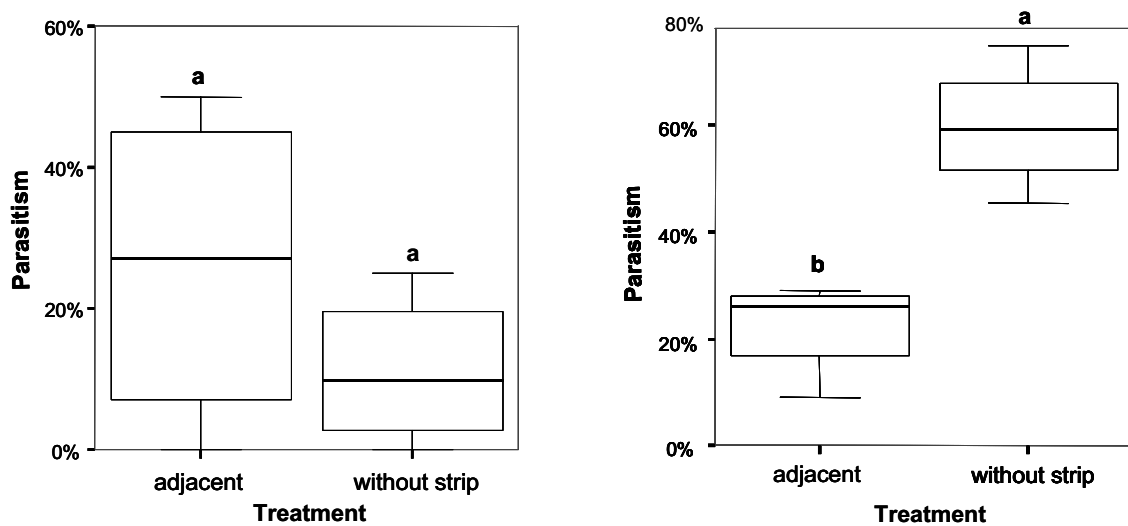 60%
a
40%
a
20%
0%
Parasitism
adjacent
without strip
Treatment
80%
a
60%
40%
b
20%
0%
Parasitism
adjacent
without strip
Treatment